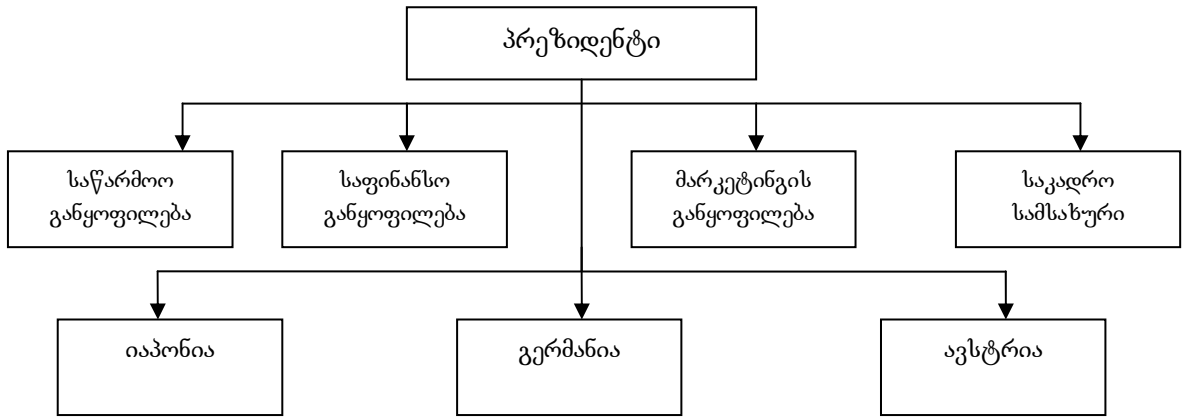 პრეზიდენტი
საწარმოო
განყოფილება
საფინანსო
განყოფილება
მარკეტინგის
განყოფილება
საკადრო
სამსახური
იაპონია
გერმანია
ავსტრია